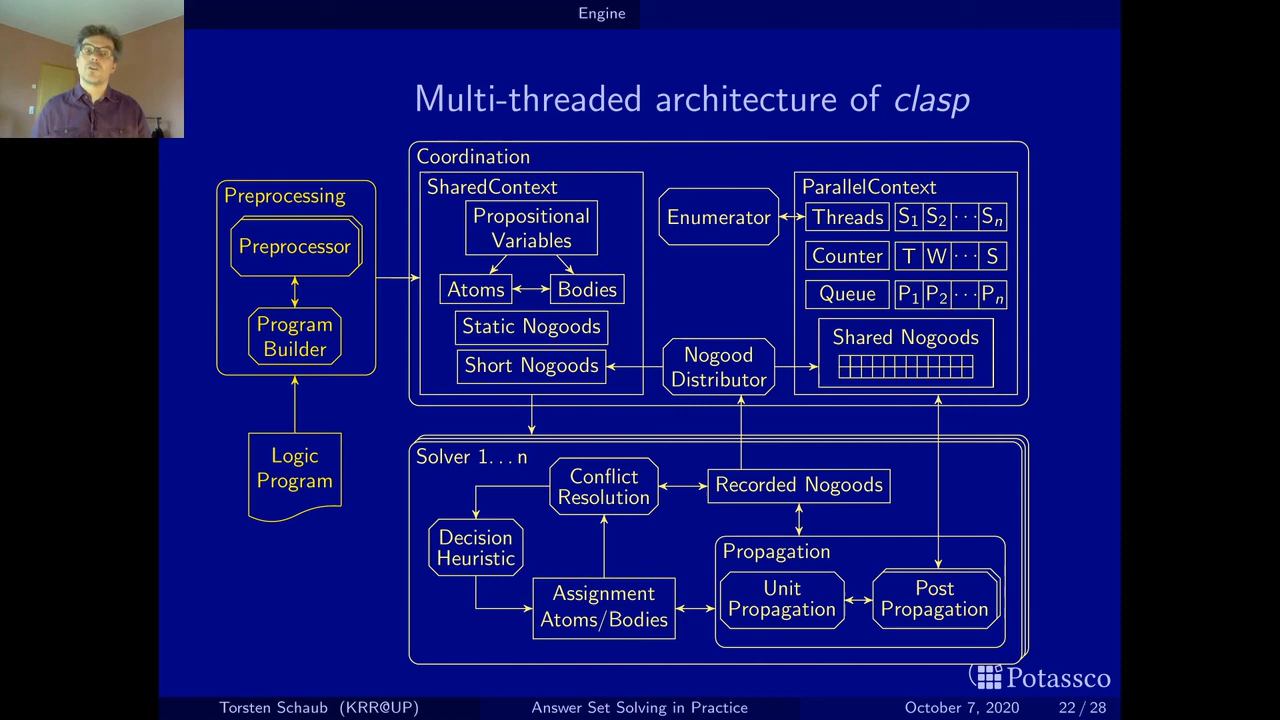 Engine
Multi-threaded architecture of clasp
Preprocessing
Preprocessor
Program
Builder
Logic
Program
Coordination
SharedContext
Propositional
Variables
Atoms
Bodies
Static Nogoods
Short Nogoods
Enumerator
Nogood
Distributor
ParallelContext
Threads S₁ S₂ ··· Sₙ
Counter T W ··· S
Queue P₁ P₂ ··· Pₙ
Shared Nogoods
Solver 1...n
Conflict
Resolution
Recorded Nogoods
Decision
Heuristic
Assignment
Atoms/Bodies
Propagation
Unit
Propagation
Post
Propagation
Potassco
Torsten Schaub (KRR@UP) Answer Set Solving in Practice October 7, 2020 22 / 28